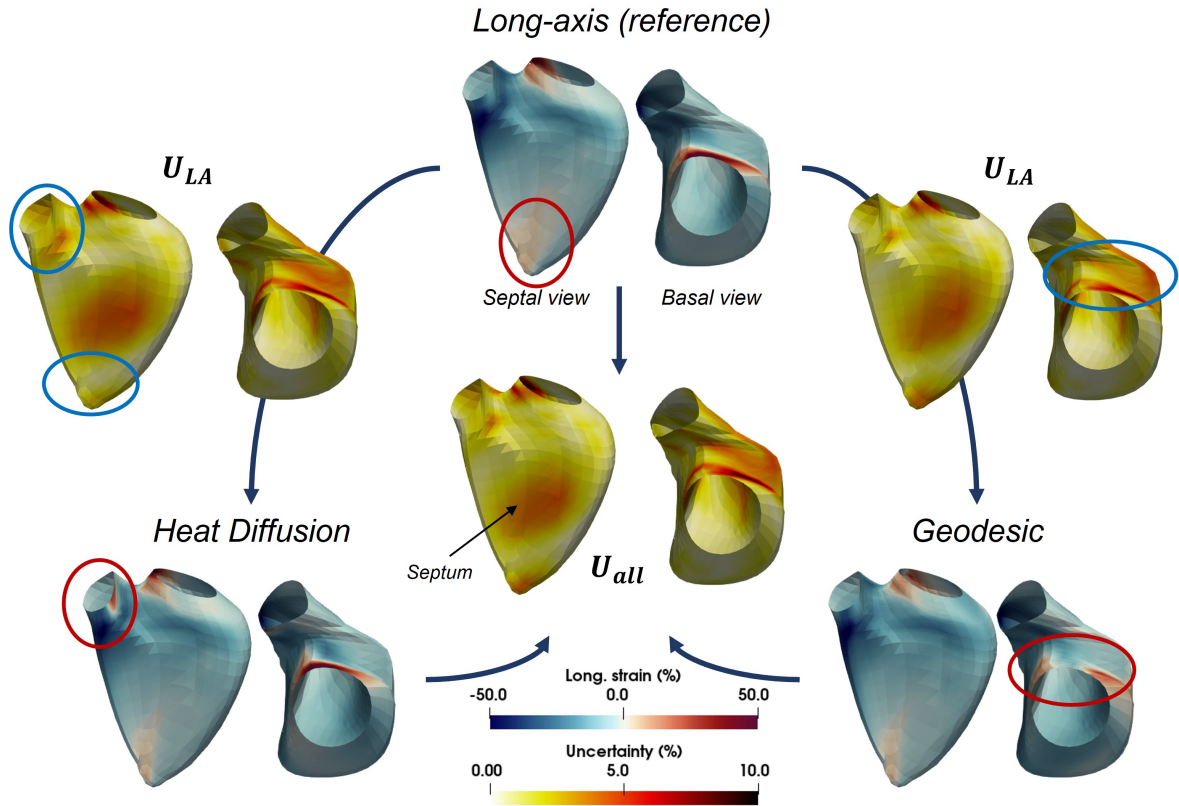 Long-axis (reference)
U_LA
U_LA
Septal view
Basal view
Heat Diffusion
Geodesic
Septum
U_all
Long. strain (%)
-50.0 0.0 50.0
Uncertainty (%)
0.00 5.0 10.0